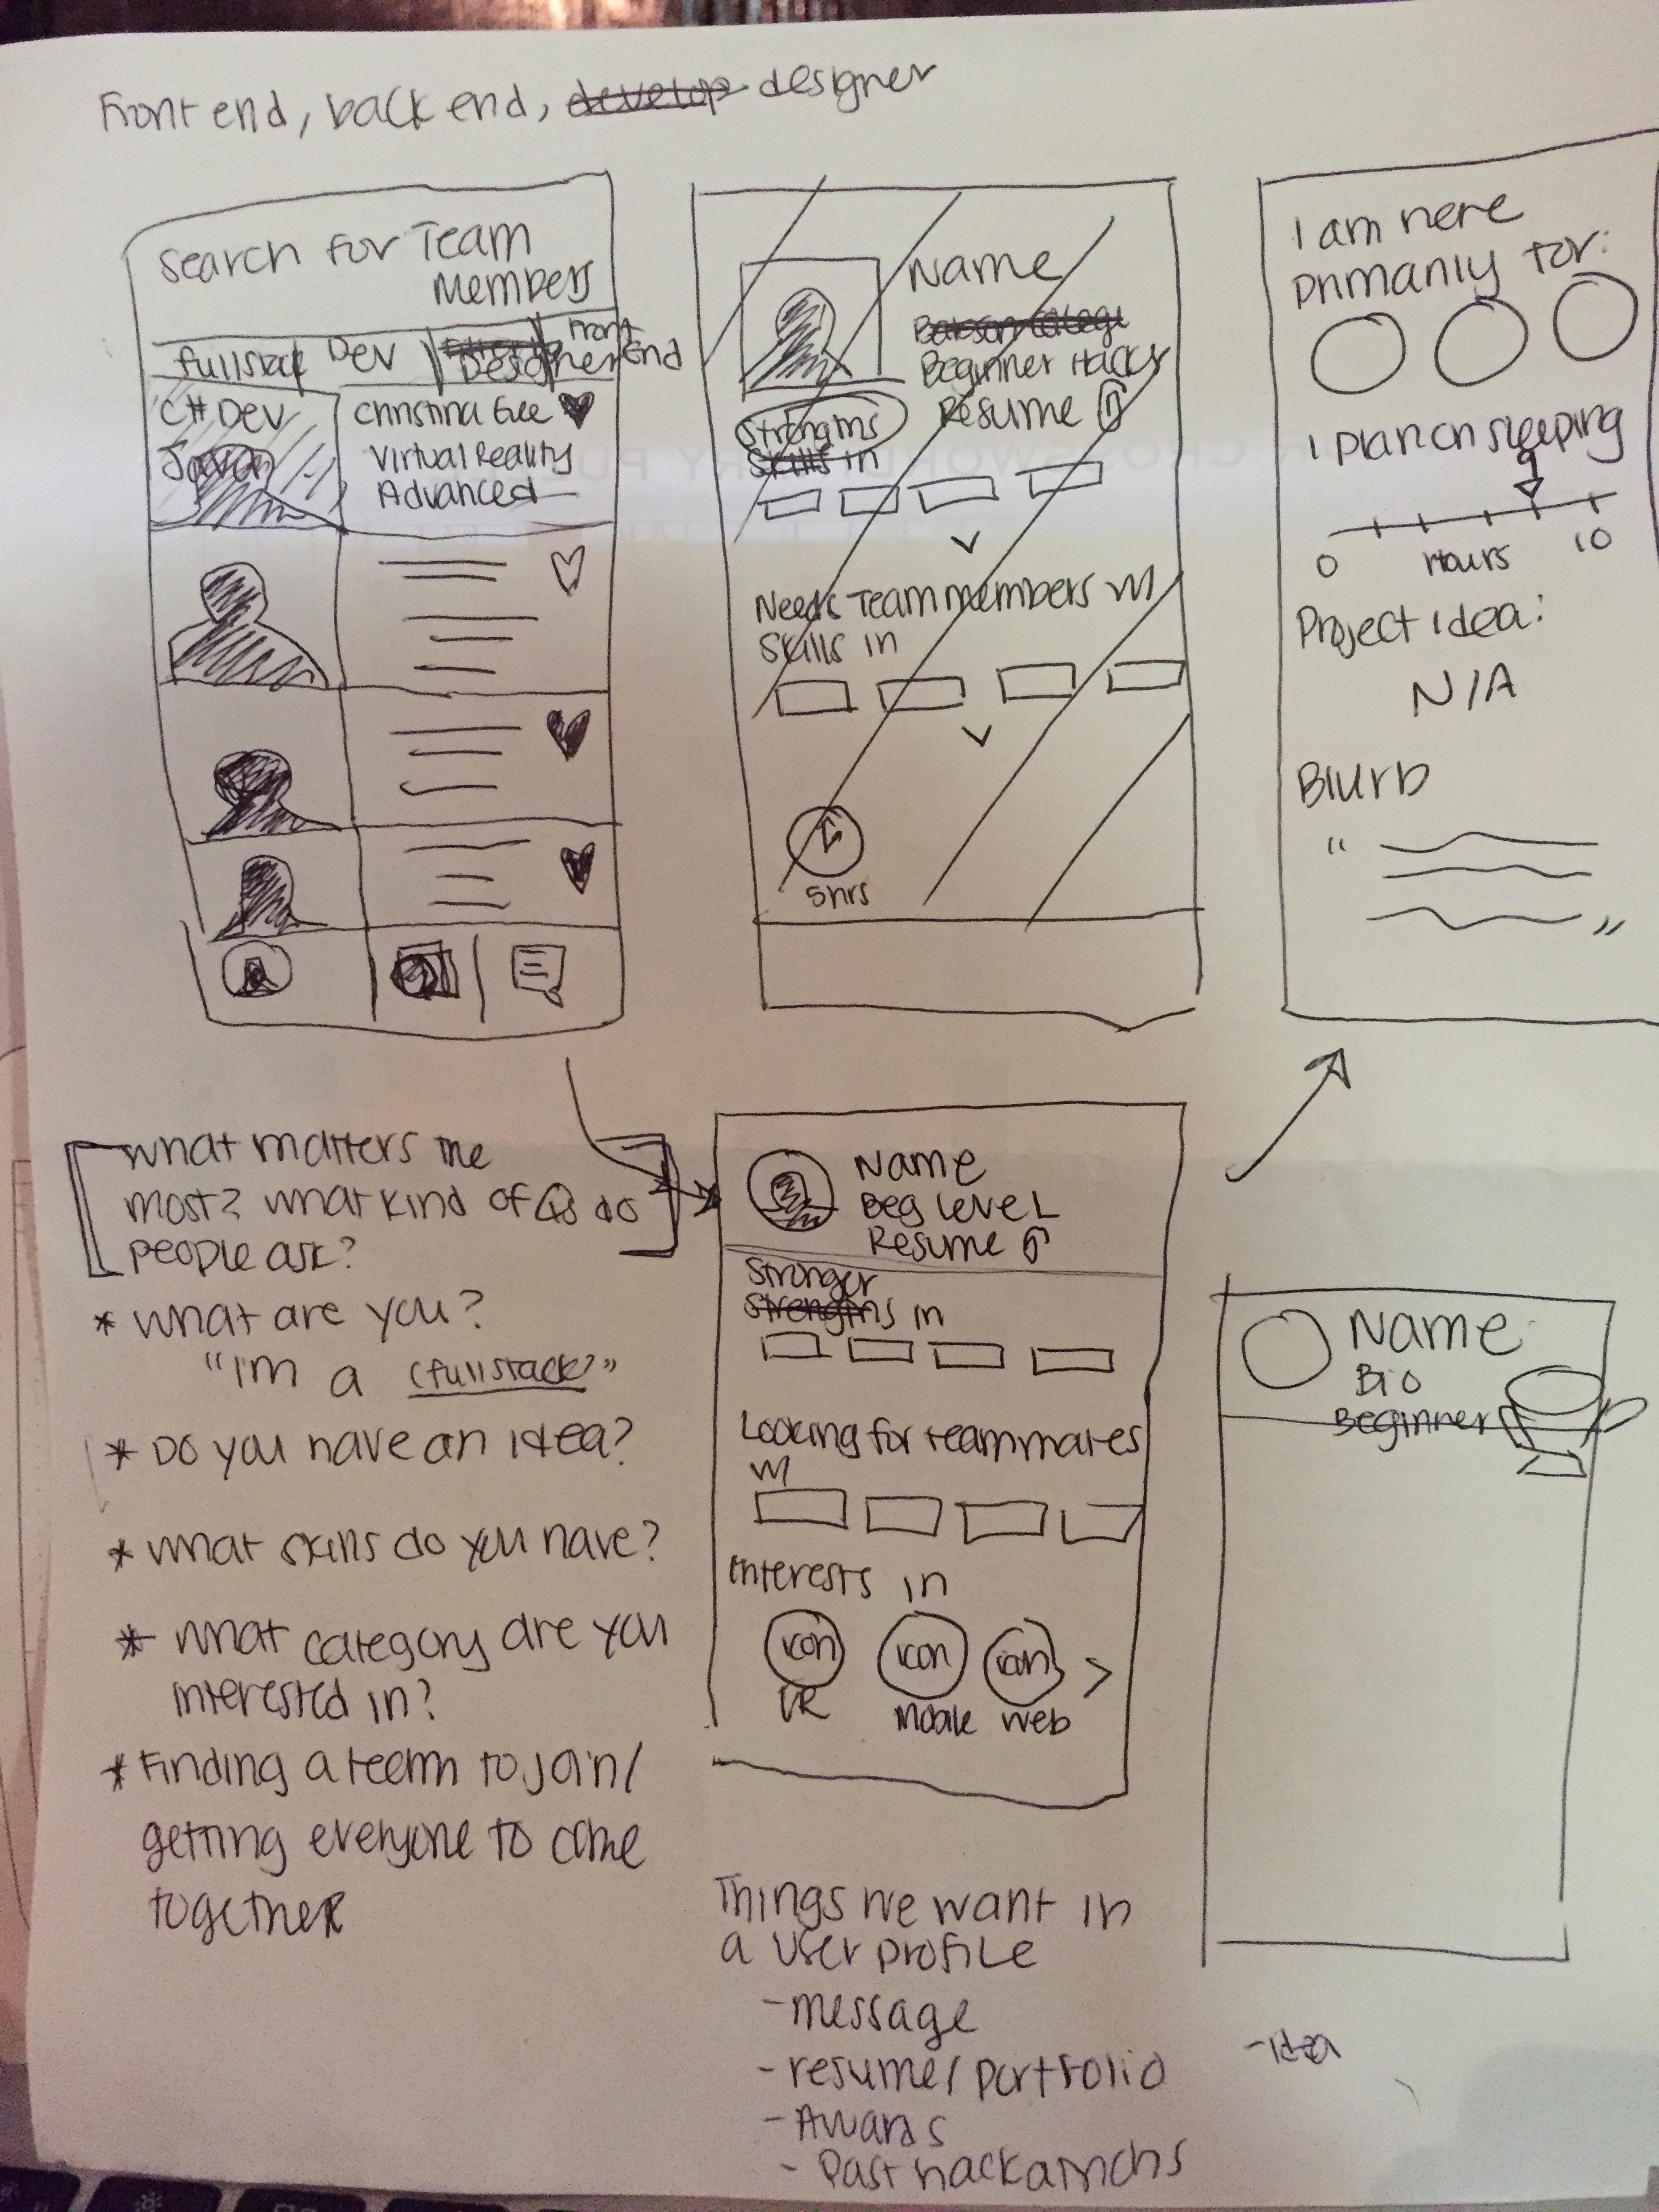 Front end, back end, develop designer
Search for Team
Members
fullstack Dev Designer Front End
C# Dev
Java
Christina Gee
Virtual Reality
Advanced
Name
Beginner Hacker
Resume
Strengths
Skills in
Needs Team members w/
Skills in
5hrs
I am here
primarily for:
I plan on sleeping
0 Hours 10
Project idea:
N/A
Blurb
“
”
What matters the
most? What kind of Qs do
people ask?
* What are you?
"I'm a (fullstack?"
* Do you have an idea?
* What skills do you have?
* What category are you
interested in?
* Finding a team to join/
getting everyone to come
together
Name
Beg level
Resume
Stronger
Strengths in
Looking for teammates
w/
Interests in
icon icon icon >
VR Mobile Web
Name
Bio
Beginner
Things we want in
a user profile
- message
- resume/portfolio
- Awards
- Past hackathons
- idea